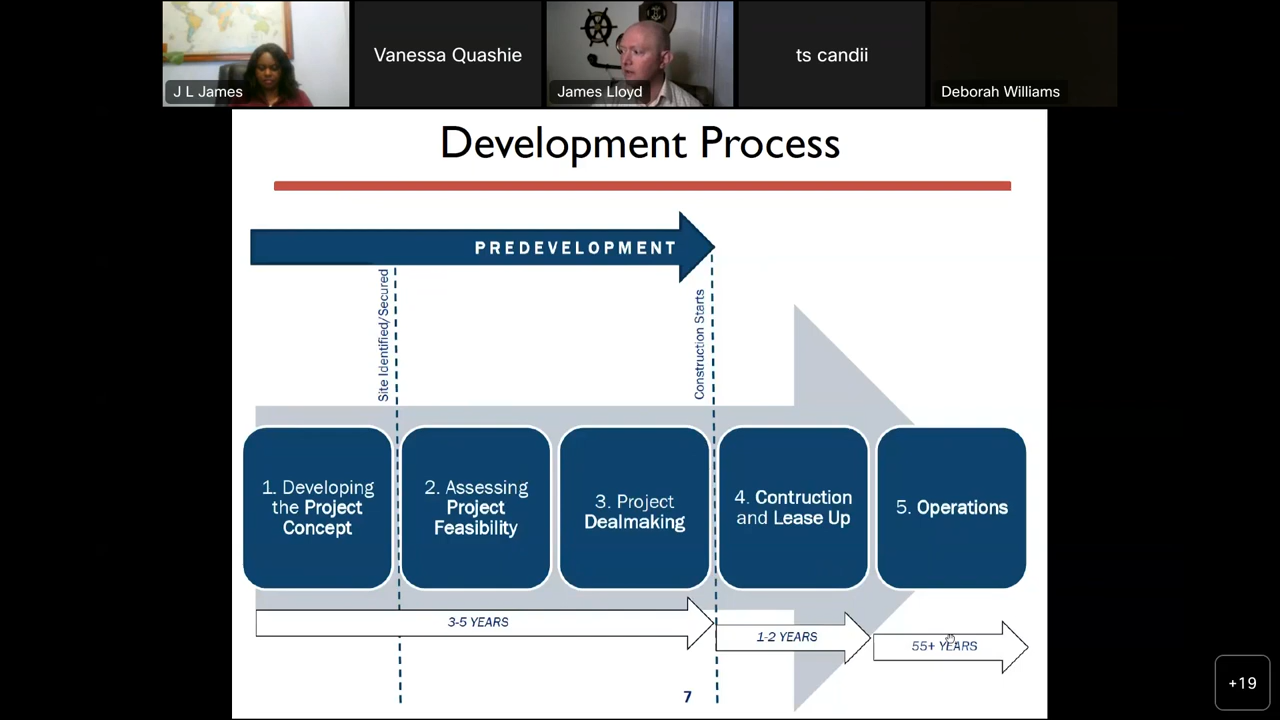 J L James
Vanessa Quashie
James Lloyd
ts candii
Deborah Williams
Development Process
PREDEVELOPMENT
Site Identified/Secured
Construction Starts
1. Developing
the Project
Concept
2. Assessing
Project
Feasibility
3. Project
Dealmaking
4. Contruction
and Lease Up
5. Operations
3-5 YEARS
1-2 YEARS
55+ YEARS
7
+19